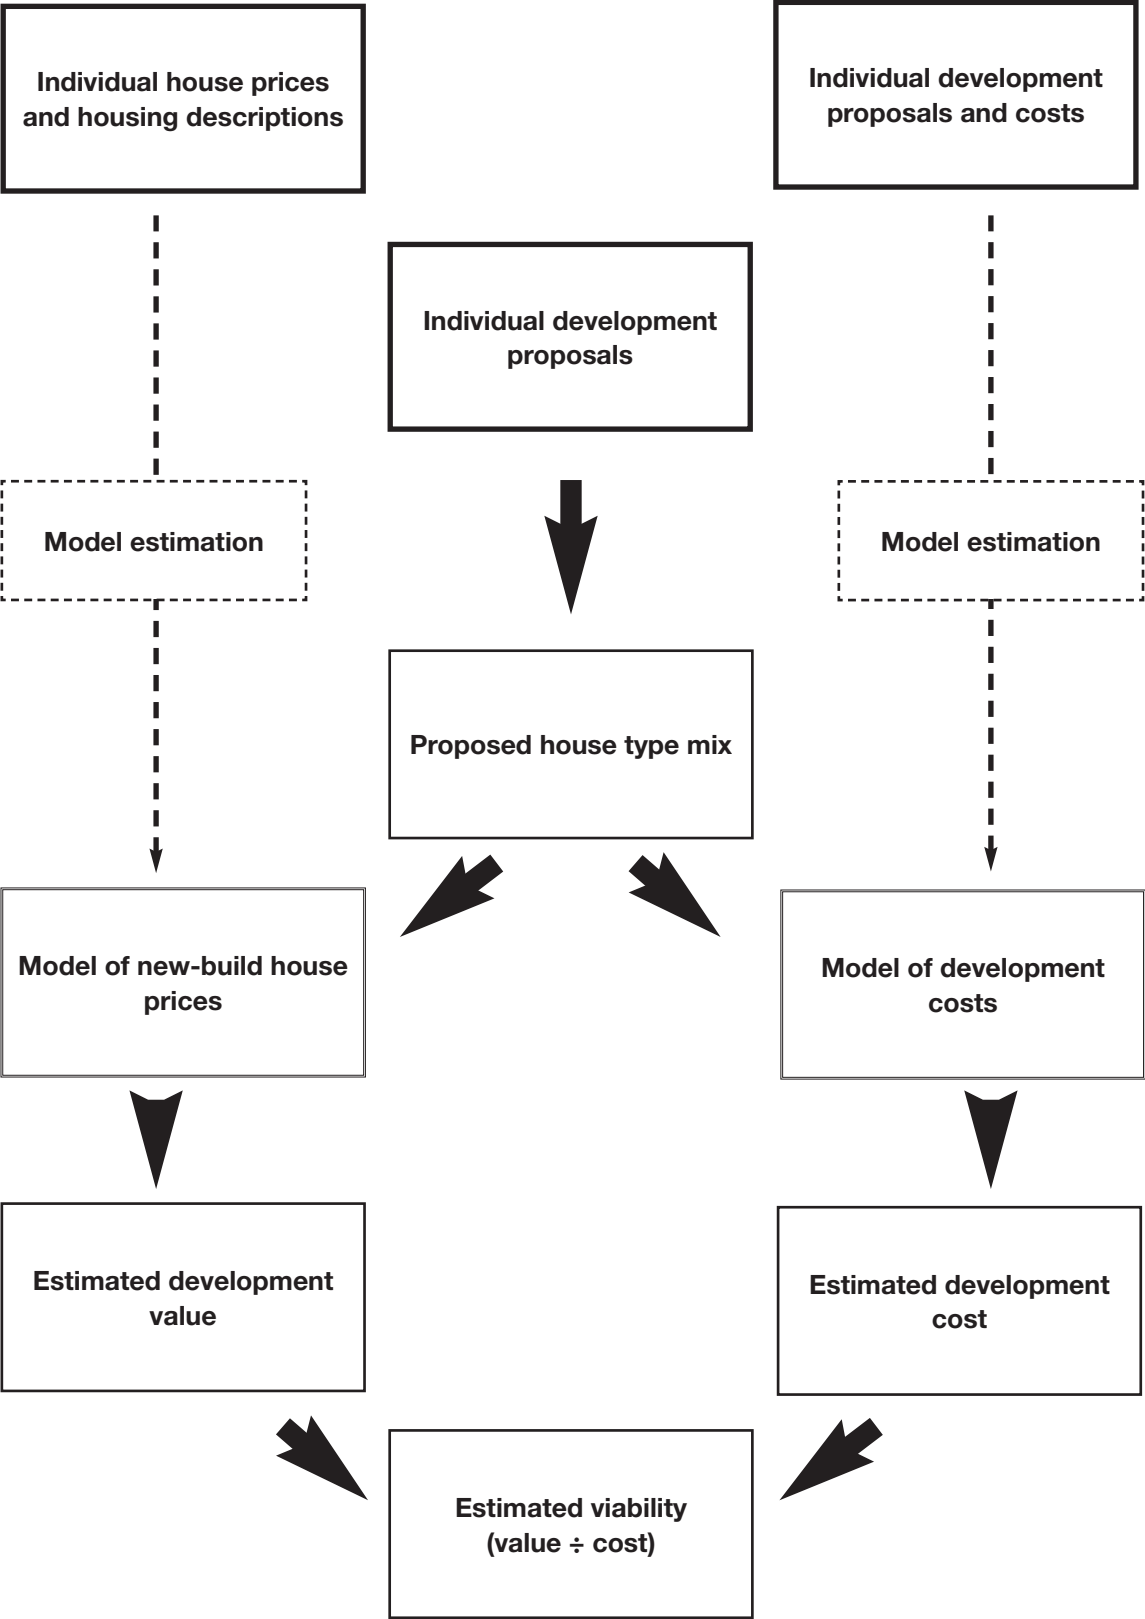 Individual house prices
and housing descriptions
Individual development
proposals and costs
Individual development
proposals
Model estimation
Model estimation
Proposed house type mix
Model of new-build house
prices
Model of development
costs
Estimated development
value
Estimated development
cost
Estimated viability
(value ÷ cost)